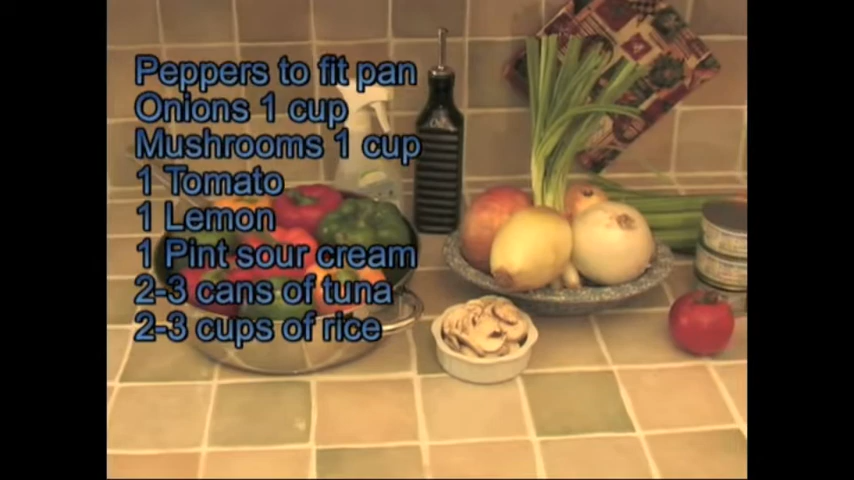 Peppers to fit pan
Onions 1 cup
Mushrooms 1 cup
1 Tomato
1 Lemon
1 Pint sour cream
2-3 cans of tuna
2-3 cups of rice